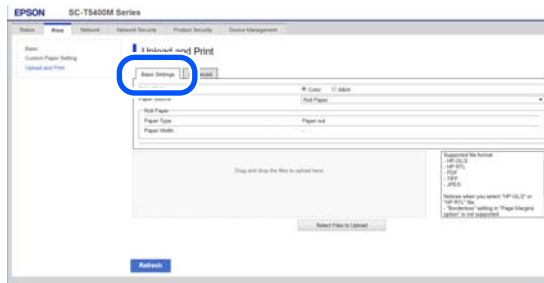 EPSON SC-T5400M Series
Status Print Network Network Security Product Security Device Management
Basic
Custom Paper Setting
Upload and Print
Upload and Print
Basic Settings
Color B&W
Paper Source Roll Paper
Roll Paper
Paper Type Paper out
Paper Width -
Drag and drop the files to upload here.
Supported file format
- HP-GL/2
- HP RTL
- PDF
- TIFF
- JPEG
Notices when you select "HP-GL/2" or
"HP RTL" file
- "Borderless" setting in "Page Margins
option" is not supported.
Select Files to Upload
Refresh